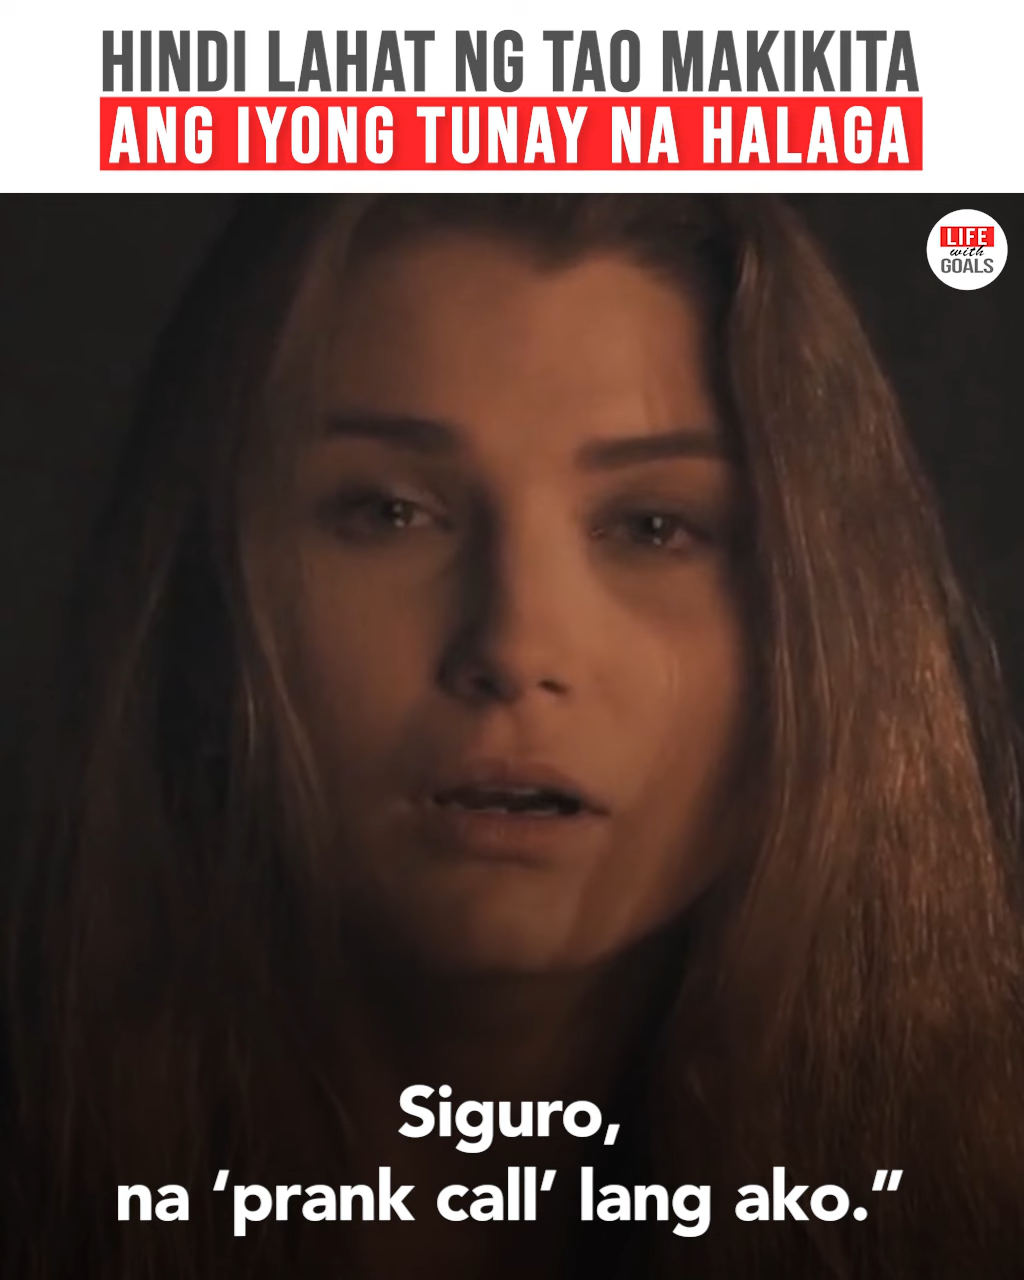 HINDI LAHAT NG TAO MAKIKITA
ANG IYONG TUNAY NA HALAGA
LIFE
with
GOALS
Siguro,
na ‘prank call’ lang ako.”